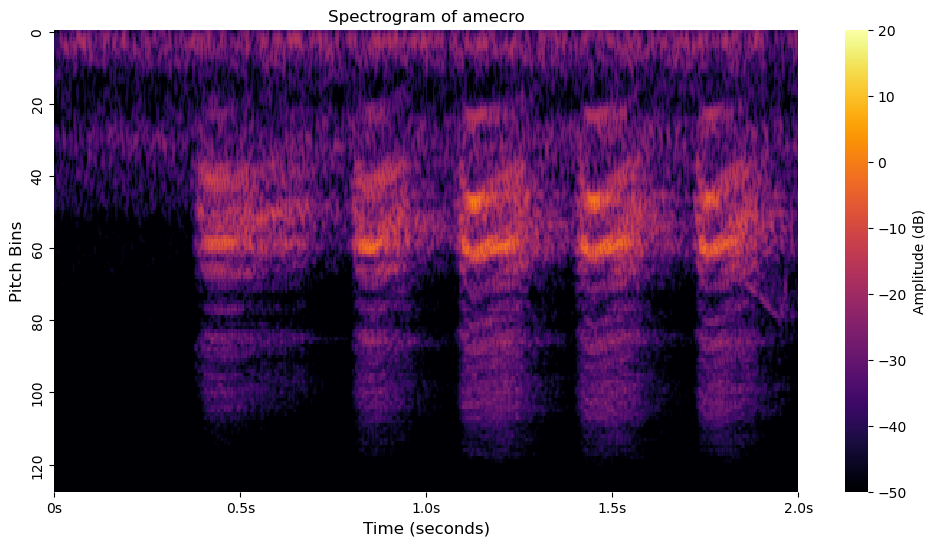 Spectrogram of amecro
0
20
40
60
80
100
120
Pitch Bins
0s
0.5s
1.0s
1.5s
2.0s
Time (seconds)
20
10
0
−10
−20
−30
−40
−50
Amplitude (dB)